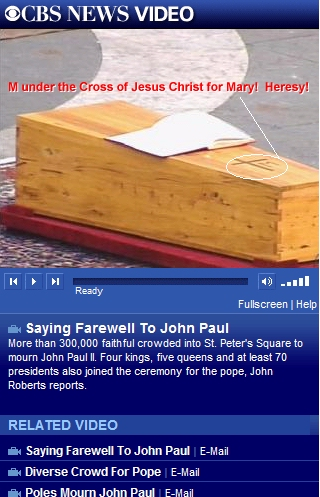 CBS NEWS VIDEO
M under the Cross of Jesus Christ for Mary! Heresy!
Ready
Fullscreen | Help
Saying Farewell To John Paul
More than 300,000 faithful crowded into St. Peter's Square to
mourn John Paul II. Four kings, five queens and at least 70
presidents also joined the ceremony for the pope, John
Roberts reports.
RELATED VIDEO
Saying Farewell To John Paul | E-Mail
Diverse Crowd For Pope | E-Mail
Poles Mourn John Paul | E-Mail